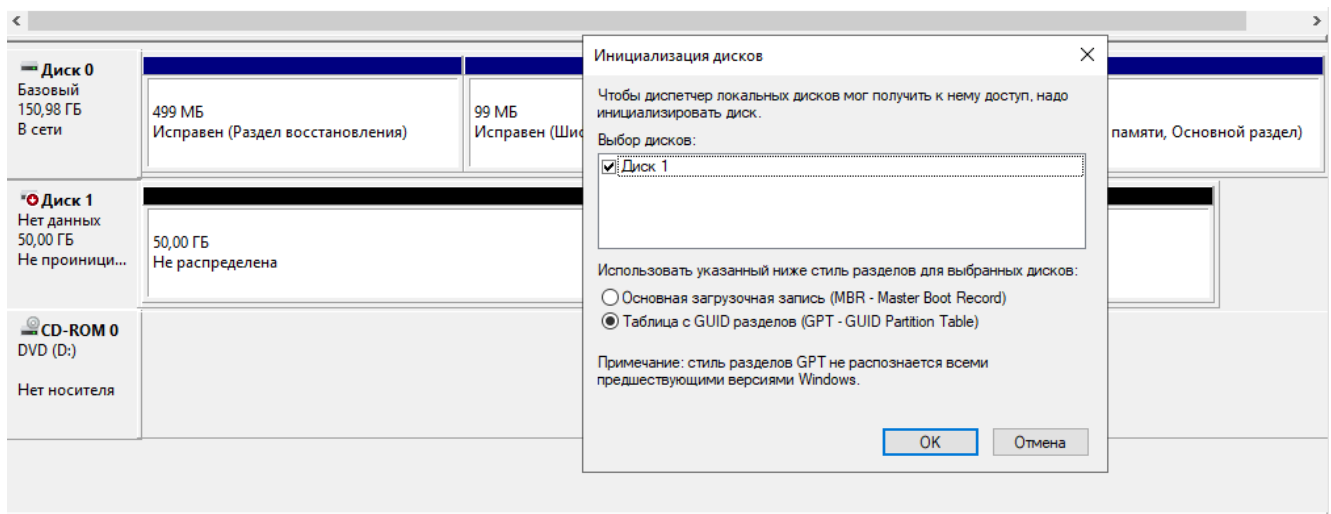 Диск 0
Базовый
150,98 ГБ
В сети
499 МБ
Исправен (Раздел восстановления)
99 МБ
Исправен (Шис
памяти, Основной раздел)
Диск 1
Нет данных
50,00 ГБ
Не проиници...
50,00 ГБ
Не распределена
CD-ROM 0
DVD (D:)
Нет носителя
Инициализация дисков
Чтобы диспетчер локальных дисков мог получить к нему доступ, надо
инициализировать диск.
Выбор дисков:
Диск 1
Использовать указанный ниже стиль разделов для выбранных дисков:
Основная загрузочная запись (MBR - Master Boot Record)
Таблица с GUID разделов (GPT - GUID Partition Table)
Примечание: стиль разделов GPT не распознается всеми
предшествующими версиями Windows.
OK
Отмена